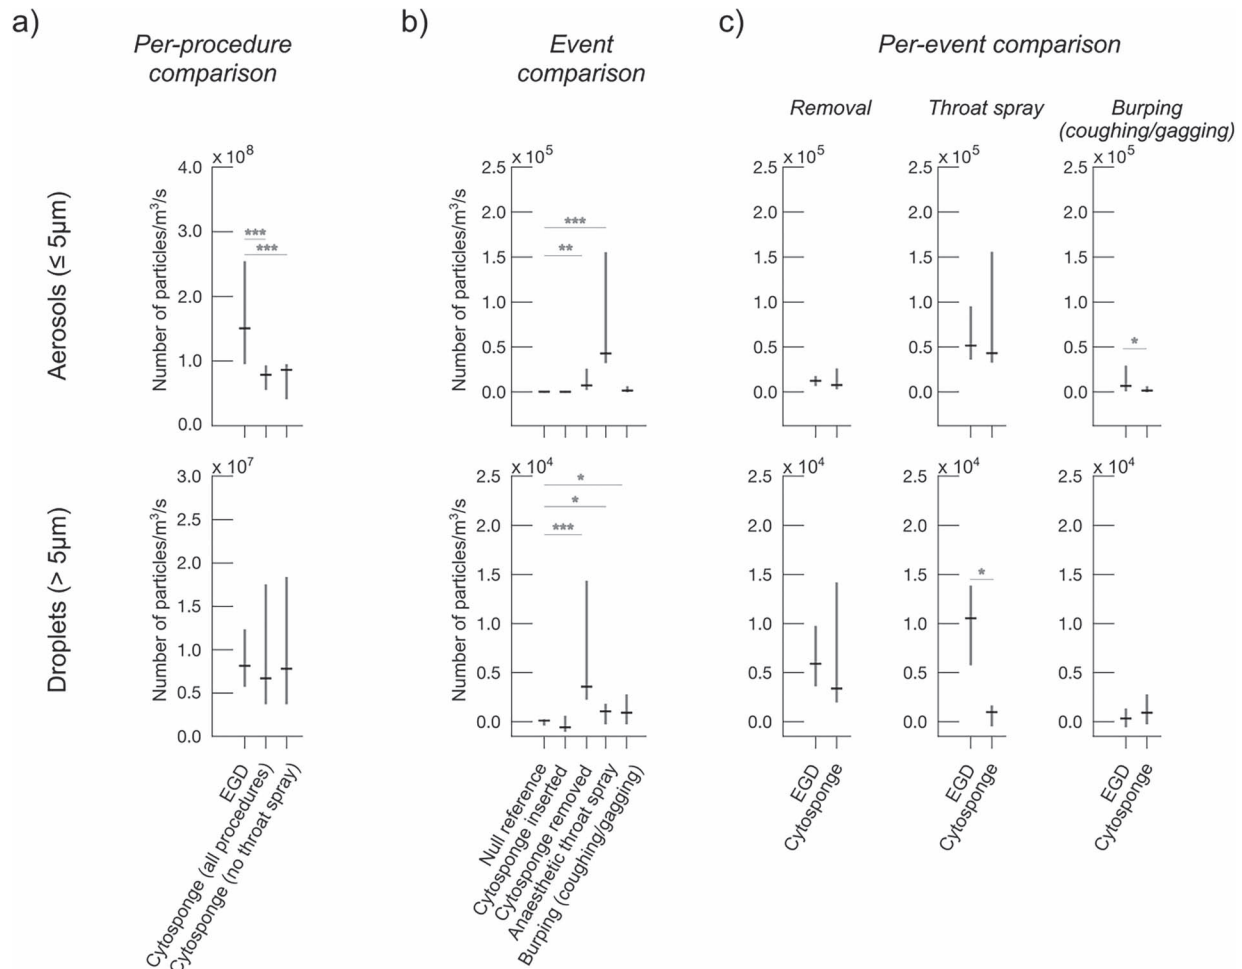 a)
Per-procedure
comparison
b)
Event
comparison
c)
Per-event comparison
Removal
Throat spray
Burping
(coughing/gagging)
Aerosols (≤ 5µm)
Number of particles/m³/s
x 10⁸
4.0
3.0
2.0
1.0
0.0
***
***
Number of particles/m³/s
x 10⁵
2.5
2.0
1.5
1.0
0.5
0.0
***
**
x 10⁵
2.5
2.0
1.5
1.0
0.5
0.0
x 10⁵
2.5
2.0
1.5
1.0
0.5
0.0
x 10⁵
2.5
2.0
1.5
1.0
0.5
0.0
*
Droplets (> 5µm)
Number of particles/m³/s
x 10⁷
3.0
2.5
2.0
1.5
1.0
0.5
0.0
EGD
Cytosponge (all procedures)
Cytosponge (no throat spray)
Number of particles/m³/s
x 10⁴
2.5
2.0
1.5
1.0
0.5
0.0
*
*
***
Null reference
Cytosponge inserted
Cytosponge removed
Anaesthetic throat spray
Burping (coughing/gagging)
x 10⁴
2.5
2.0
1.5
1.0
0.5
0.0
EGD
Cytosponge
x 10⁴
2.5
2.0
1.5
1.0
0.5
0.0
*
EGD
Cytosponge
x 10⁴
2.5
2.0
1.5
1.0
0.5
0.0
EGD
Cytosponge